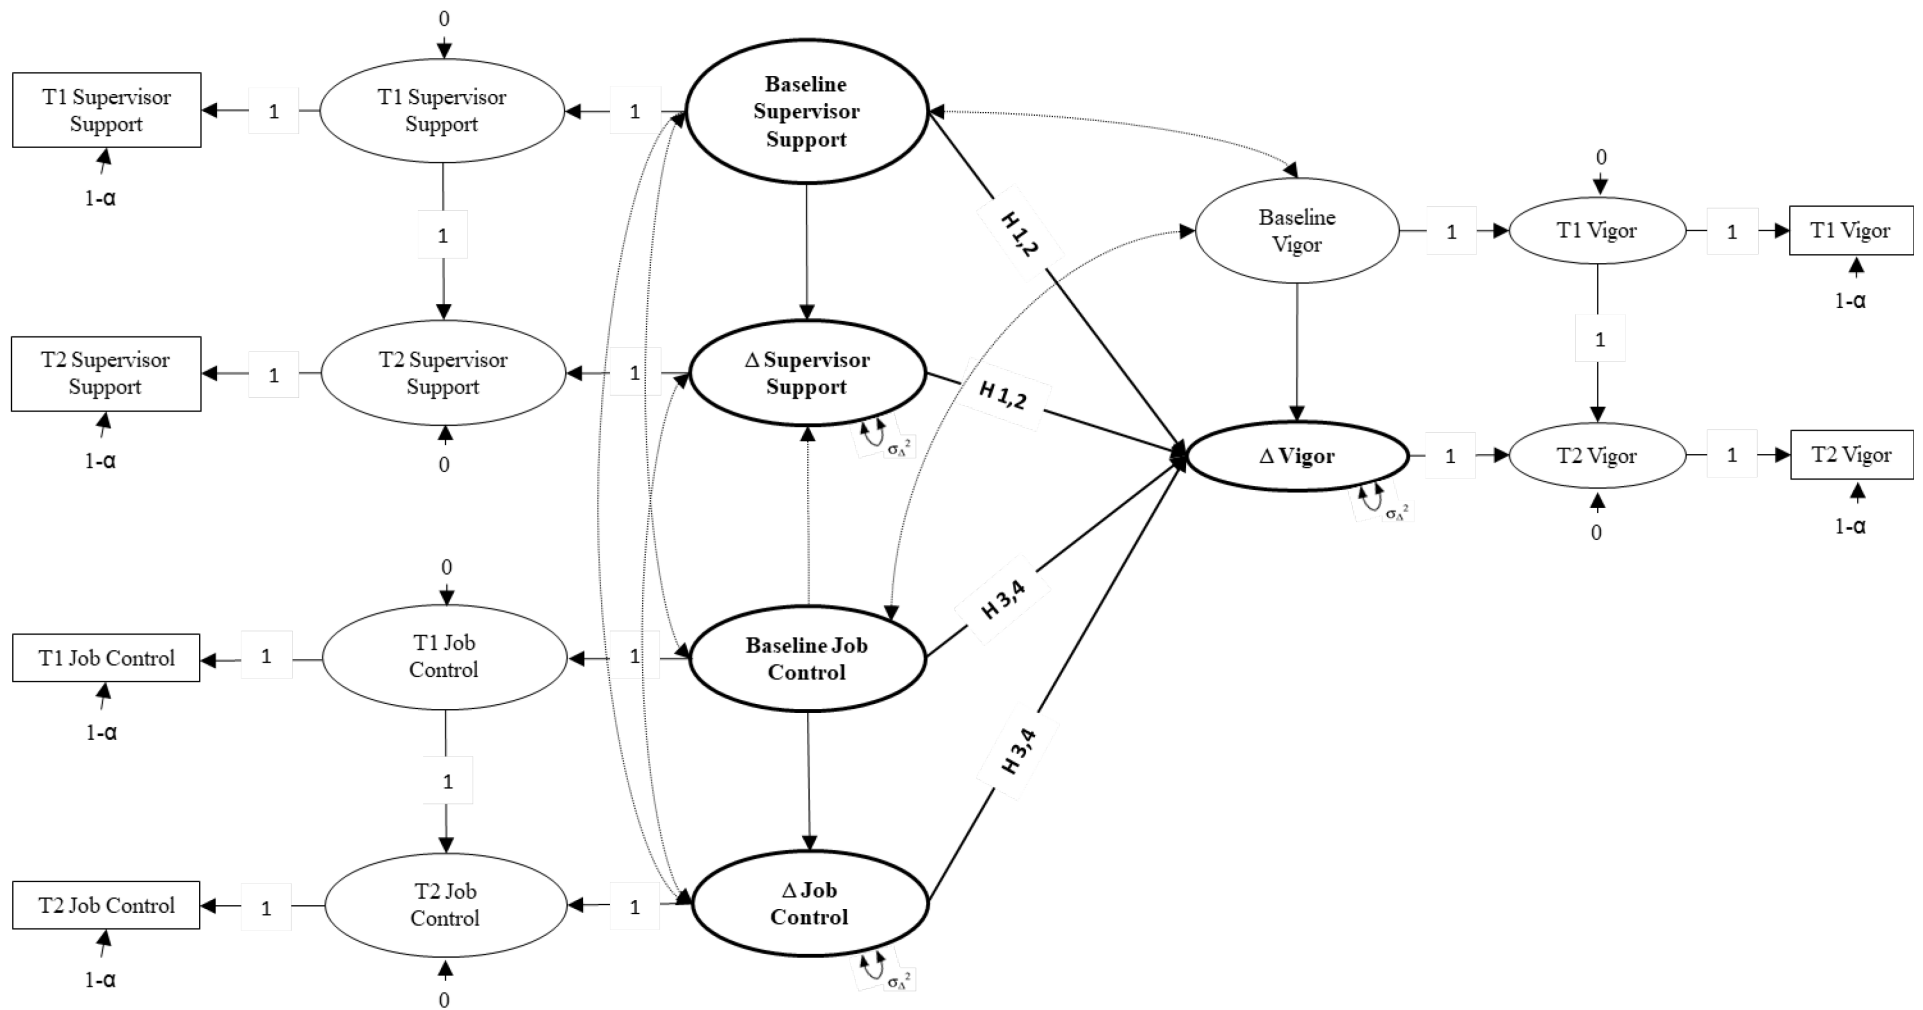 0
T1 Supervisor
Support
1-α
1
T1 Supervisor
Support
1
Baseline
Supervisor
Support
1
H 1,2
Baseline
Vigor
1
0
T1 Vigor
1
T1 Vigor
1-α
1
T2 Supervisor
Support
1-α
1
T2 Supervisor
Support
0
1
Δ Supervisor
Support
σΔ²
H 1,2
Δ Vigor
σΔ²
1
T2 Vigor
0
1
T2 Vigor
1-α
0
T1 Job Control
1-α
1
T1 Job
Control
1
Baseline Job
Control
H 3,4
1
H 3,4
T2 Job Control
1-α
1
T2 Job
Control
0
1
Δ Job
Control
σΔ²